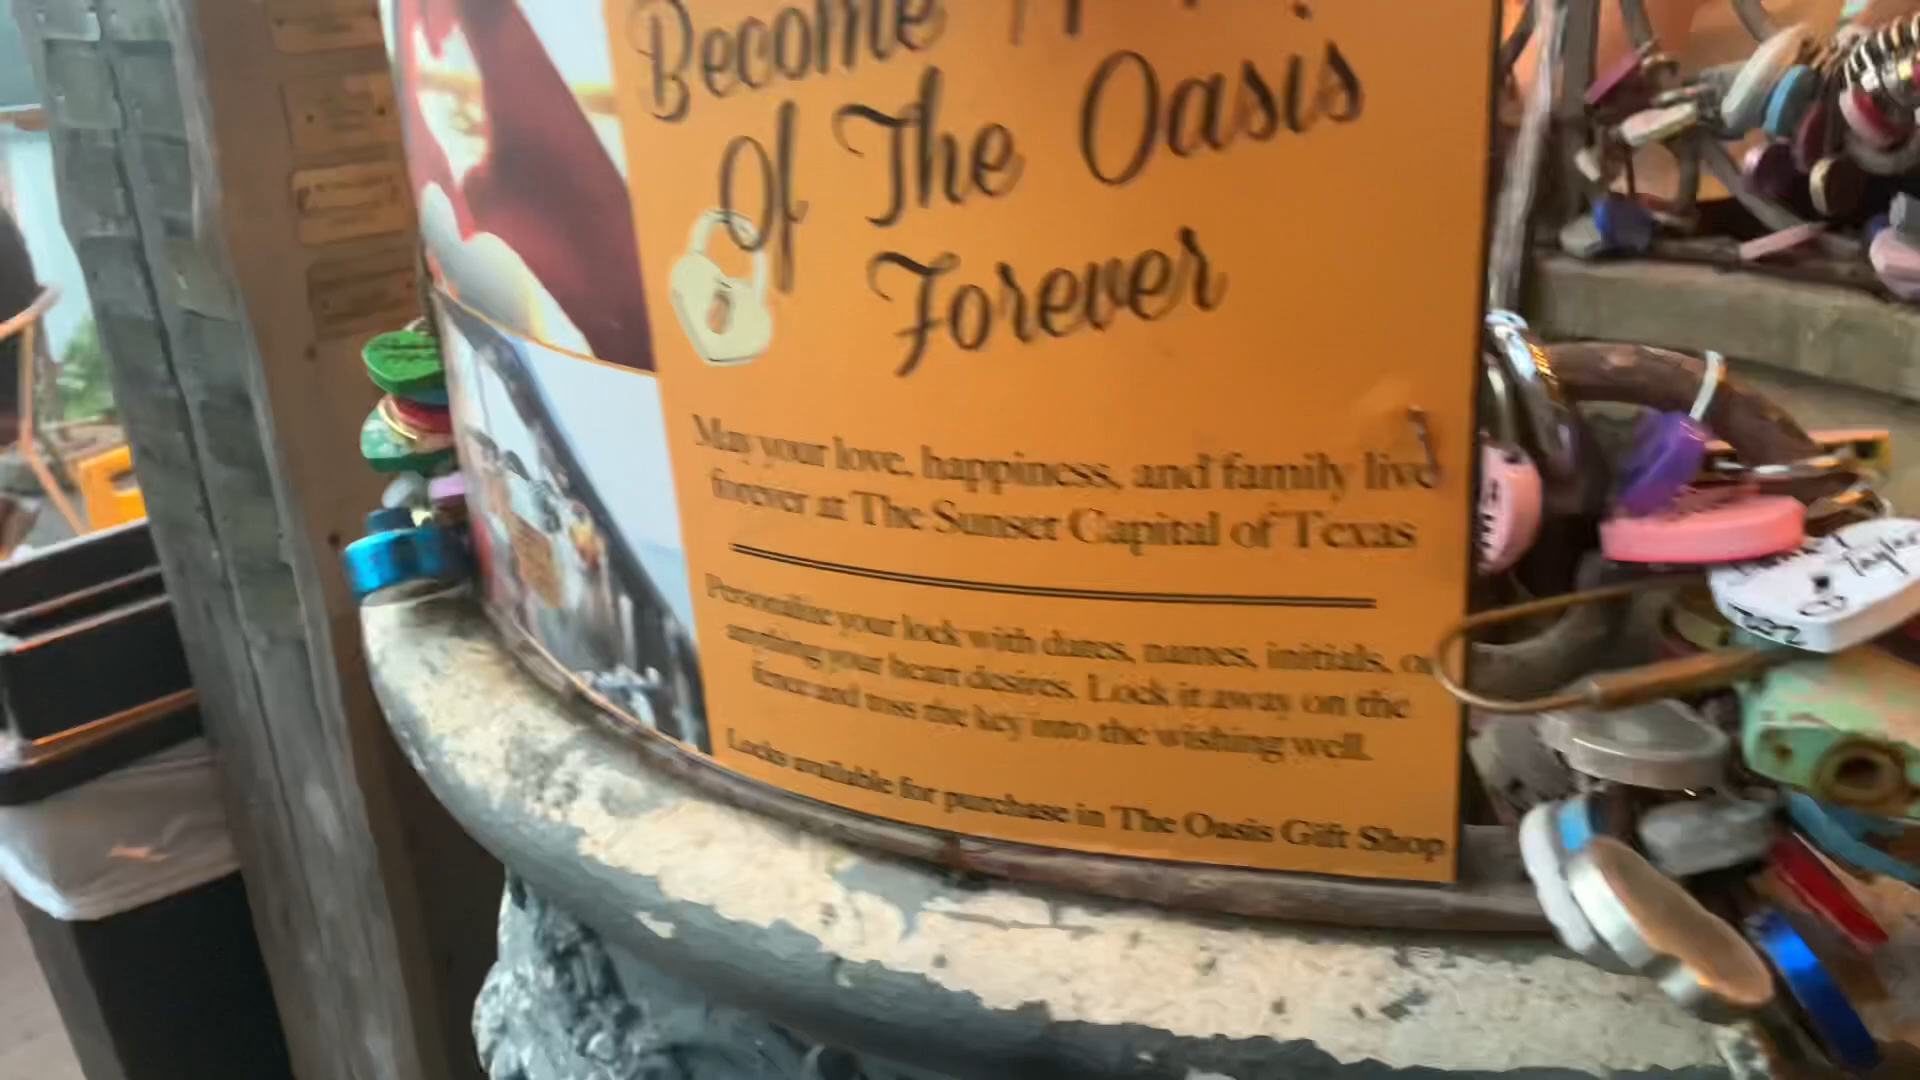 Become
Of The Oasis
Forever
May your love, happiness, and family live
forever at The Sunset Capital of Texas
Personalize your lock with dates, names, initials, or
anything your heart desires. Lock it away on the
fence and toss the key into the wishing well.
Locks available for purchase in The Oasis Gift Shop
Taylor